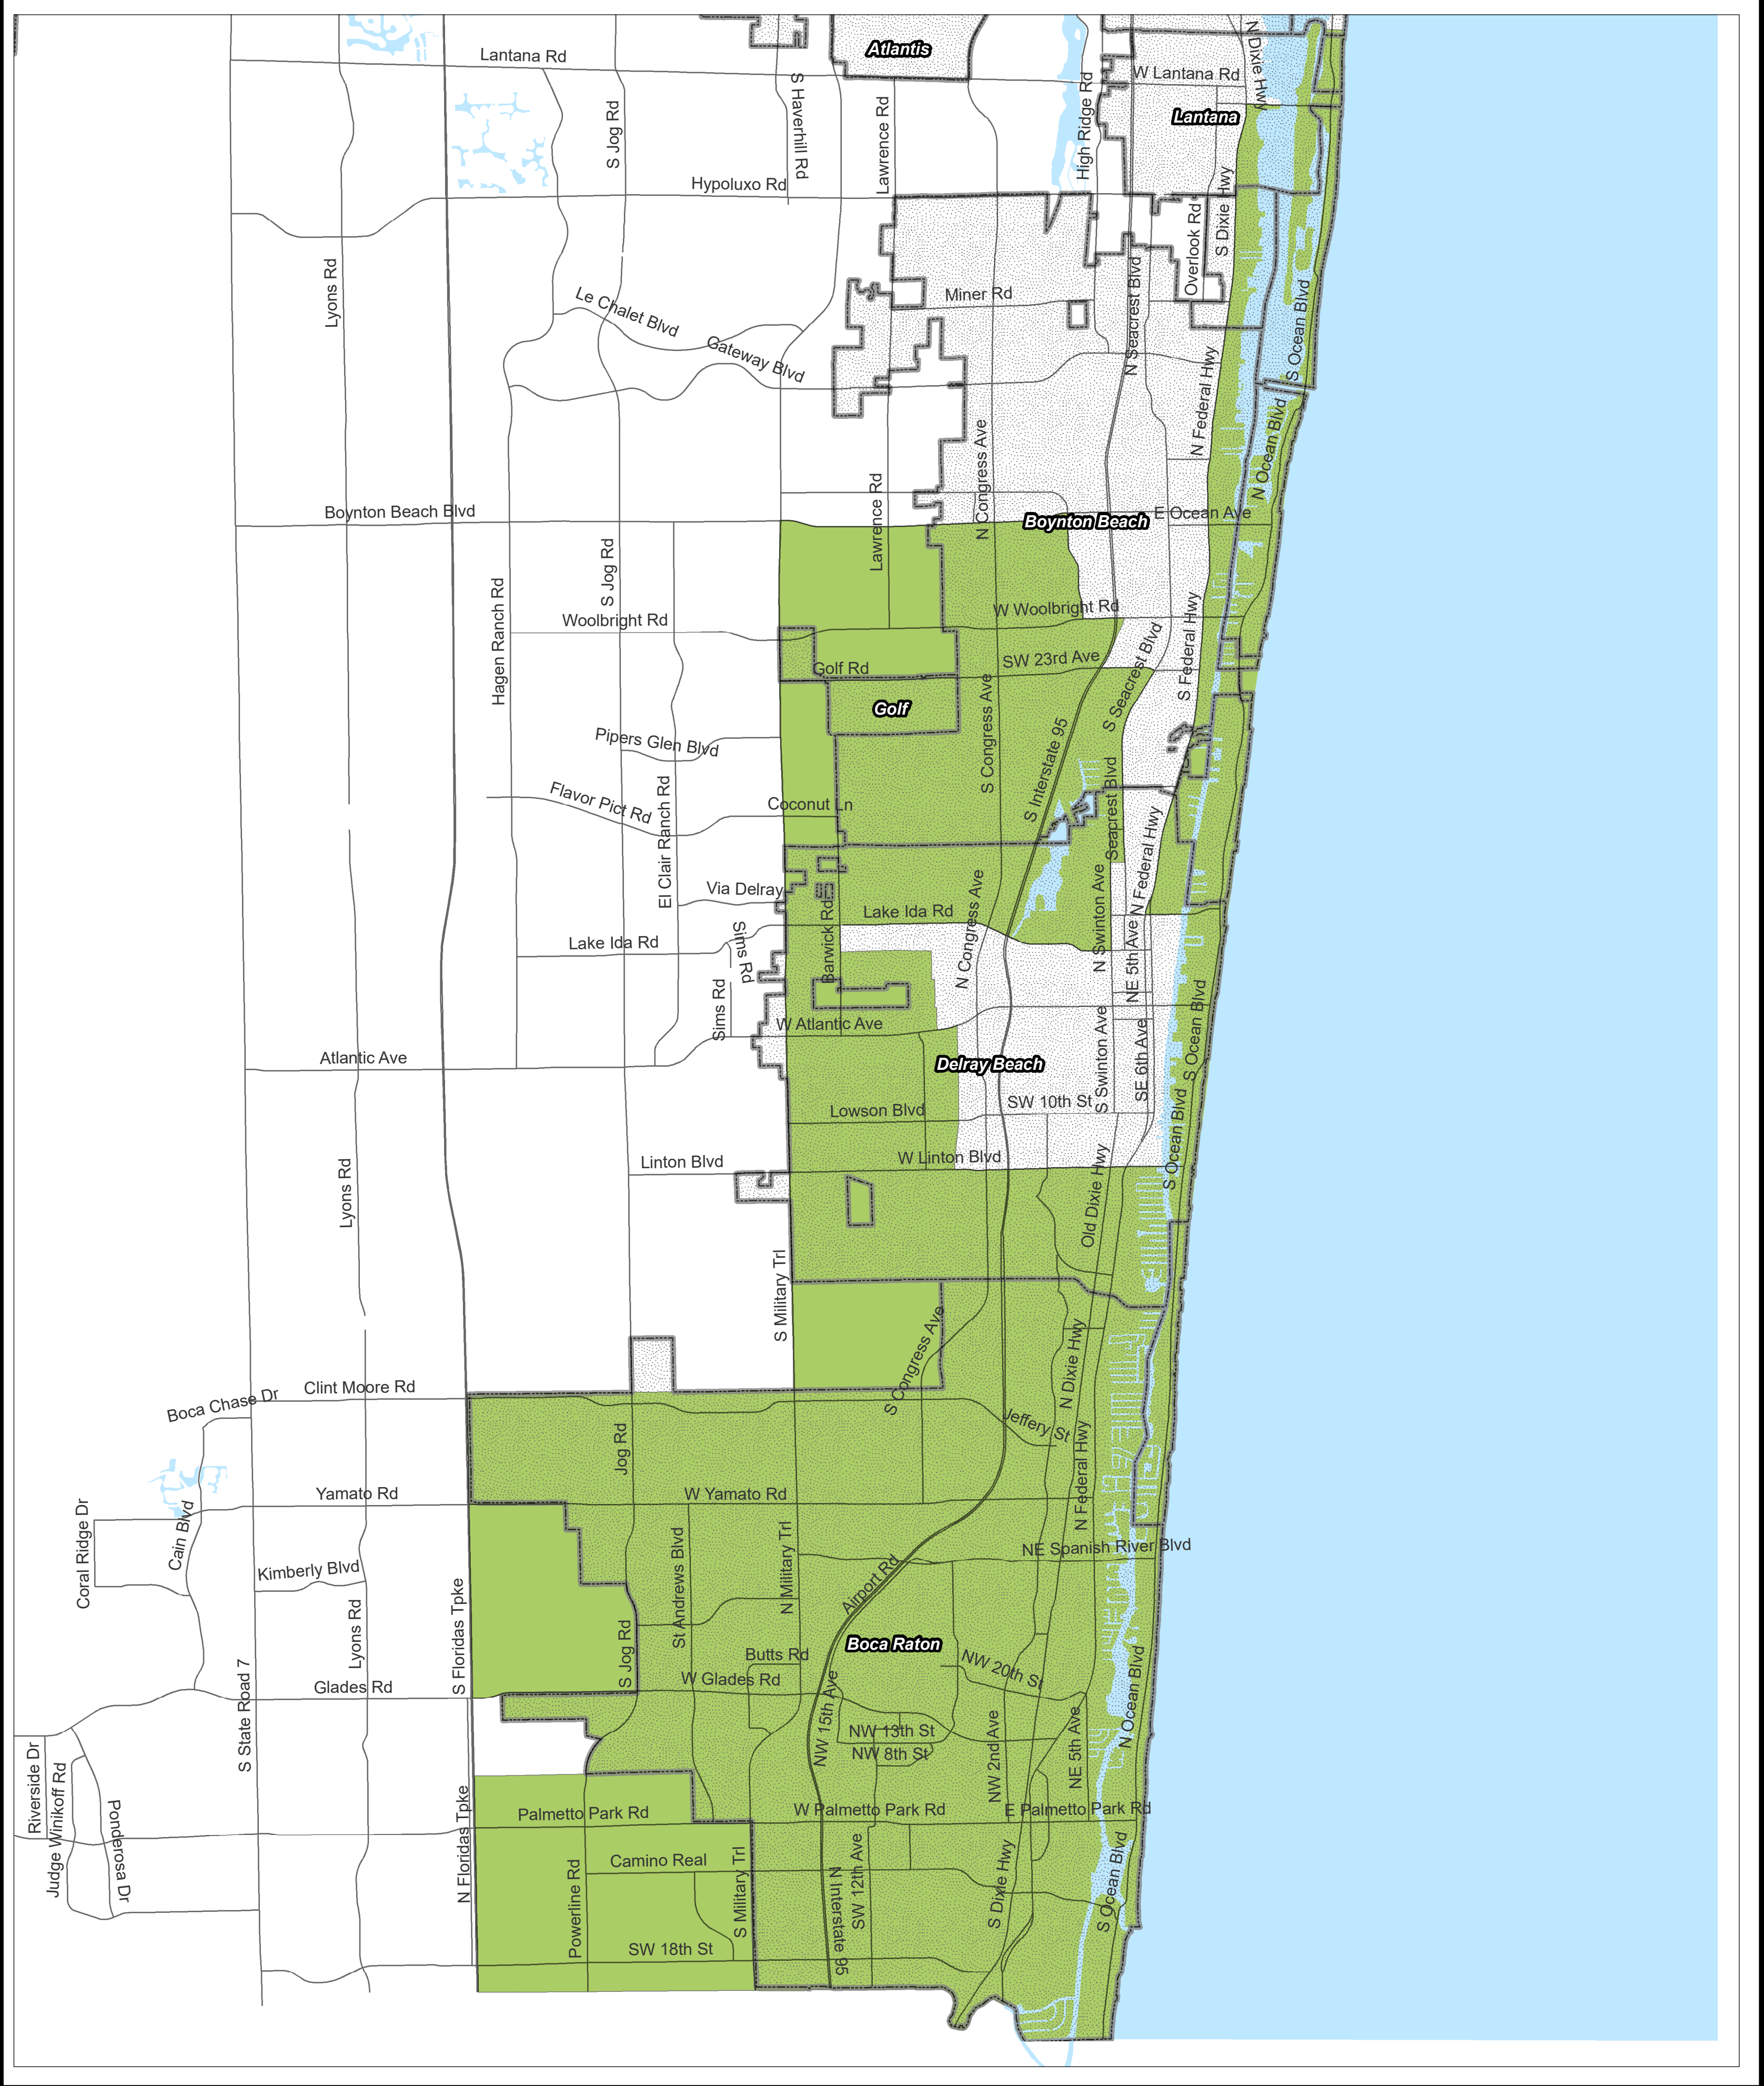 Atlantis
Lantana Rd
S Haverhill Rd
N Dixie Hwy
W Lantana Rd
High Ridge Rd
Lawrence Rd
S Jog Rd
Lantana
Hypoluxo Rd
S Dixie Hwy
Overlook Rd
Lyons Rd
Le Chalet Blvd
Miner Rd
N Seacrest Blvd
S Ocean Blvd
Gateway Blvd
N Federal Hwy
N Ocean Blvd
N Congress Ave
Lawrence Rd
Boynton Beach Blvd
Boynton Beach
E Ocean Ave
S Jog Rd
Hagen Ranch Rd
Woolbright Rd
W Woolbright Rd
S Federal Hwy
S Seacrest Blvd
SW 23rd Ave
Golf Rd
Golf
S Congress Ave
S Interstate 95
Pipers Glen Blvd
Flavor Pict Rd
Coconut Ln
El Clair Ranch Rd
Seacrest Blvd
N Federal Hwy
Via Delray
Lake Ida Rd
Barwick Rd
N Congress Ave
N Swinton Ave
NE 5th Ave
Lake Ida Rd
Sims Rd
Sims Rd
W Atlantic Ave
S Ocean Blvd
Atlantic Ave
Delray Beach
S Swinton Ave
SE 6th Ave
Lowson Blvd
SW 10th St
S Ocean Blvd
Linton Blvd
W Linton Blvd
Lyons Rd
Old Dixie Hwy
S Military Trl
S Congress Ave
N Dixie Hwy
Clint Moore Rd
Boca Chase Dr
Jeffery St
Jog Rd
N Federal Hwy
Yamato Rd
W Yamato Rd
Coral Ridge Dr
Cain Blvd
St Andrews Blvd
N Military Trl
NE Spanish River Blvd
Kimberly Blvd
Airport Rd
S Floridas Tpke
Lyons Rd
S Jog Rd
Boca Raton
Butts Rd
NW 20th St
W Glades Rd
Glades Rd
S State Road 7
N Ocean Blvd
NW 15th Ave
NW 13th St
NW 8th St
NW 2nd Ave
NE 5th Ave
Riverside Dr
Judge Winikoff Rd
Ponderosa Dr
N Floridas Tpke
Palmetto Park Rd
W Palmetto Park Rd
E Palmetto Park Rd
Camino Real
S Military Trl
Powerline Rd
N Interstate 95
SW 12th Ave
S Dixie Hwy
S Ocean Blvd
SW 18th St